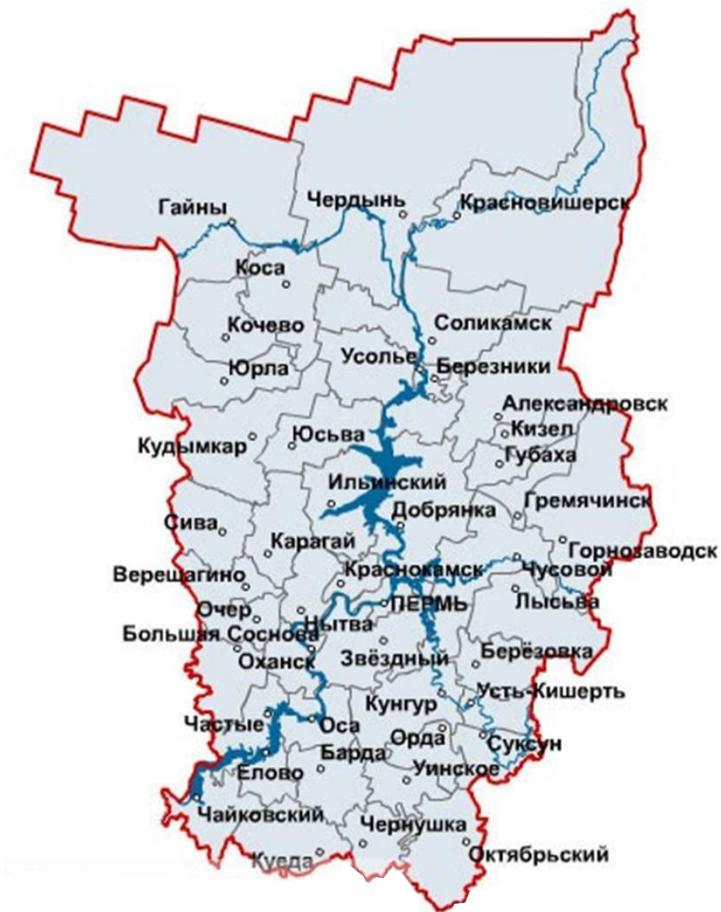 Гайны
Чердынь
Красновишерск
Коса
Кочево
Соликамск
Усолье
Березники
Юрла
Александровск
Кизел
Юсьва
Кудымкар
Губаха
Ильинский
Гремячинск
Добрянка
Сива
Карагай
Горнозаводск
Краснокамск
Чусовой
Верещагино
ПЕРМЬ
Лысьва
Очер
Нытва
Большая Соснова
Оханск
Звёздный
Берёзовка
Усть-Кишерть
Кунгур
Частые
Оса
Орда
Суксун
Барда
Елово
Уинское
Чайковский
Чернушка
Куеда
Октябрьский